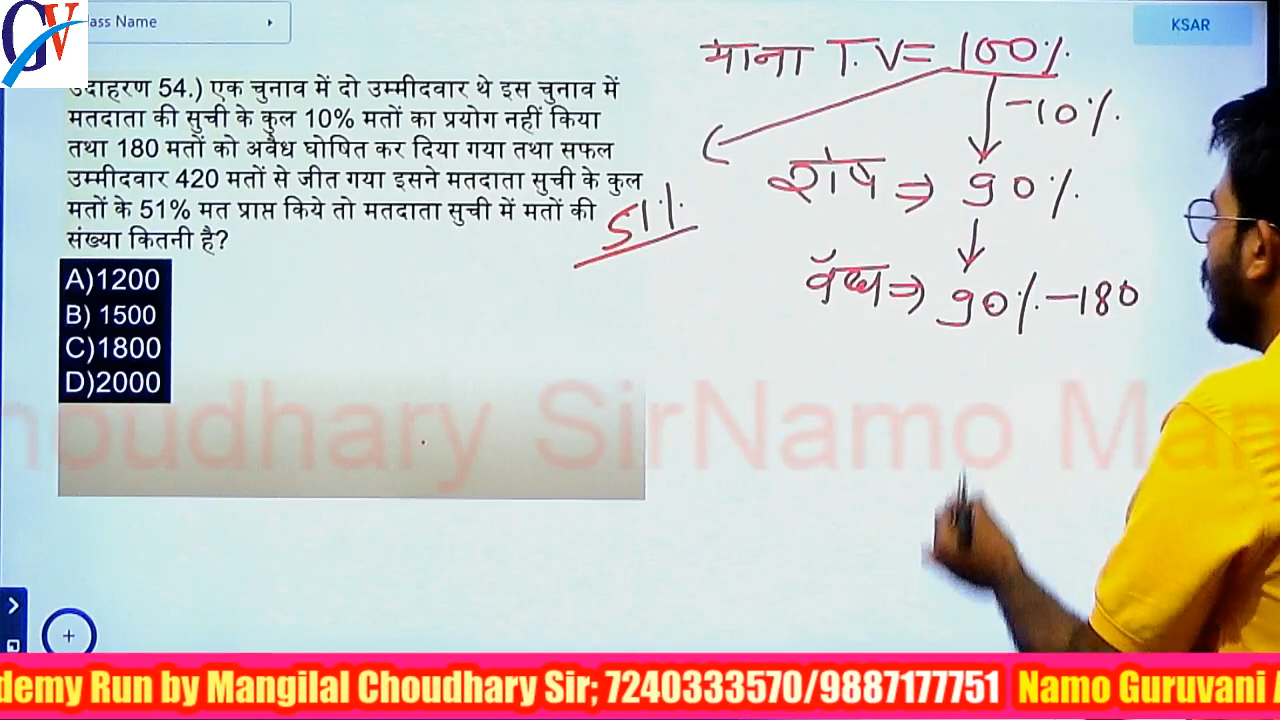 GV
ass Name
KSAR
उदाहरण 54.) एक चुनाव में दो उम्मीदवार थे इस चुनाव में
मतदाता की सुची के कुल 10% मतों का प्रयोग नहीं किया
तथा 180 मतों को अवैध घोषित कर दिया गया तथा सफल
उम्मीदवार 420 मतों से जीत गया इसने मतदाता सुची के कुल
मतों के 51% मत प्राप्त किये तो मतदाता सुची में मतों की
संख्या कितनी है?
51%
A)1200
B) 1500
C)1800
D)2000
माना T.V= 100%
-10%
शेष ⇒ 90%
वैध ⇒ 90%-180
houdhary SirNamo Man
demy Run by Mangilal Choudhary Sir; 7240333570/9887177751 Namo Guruvani A